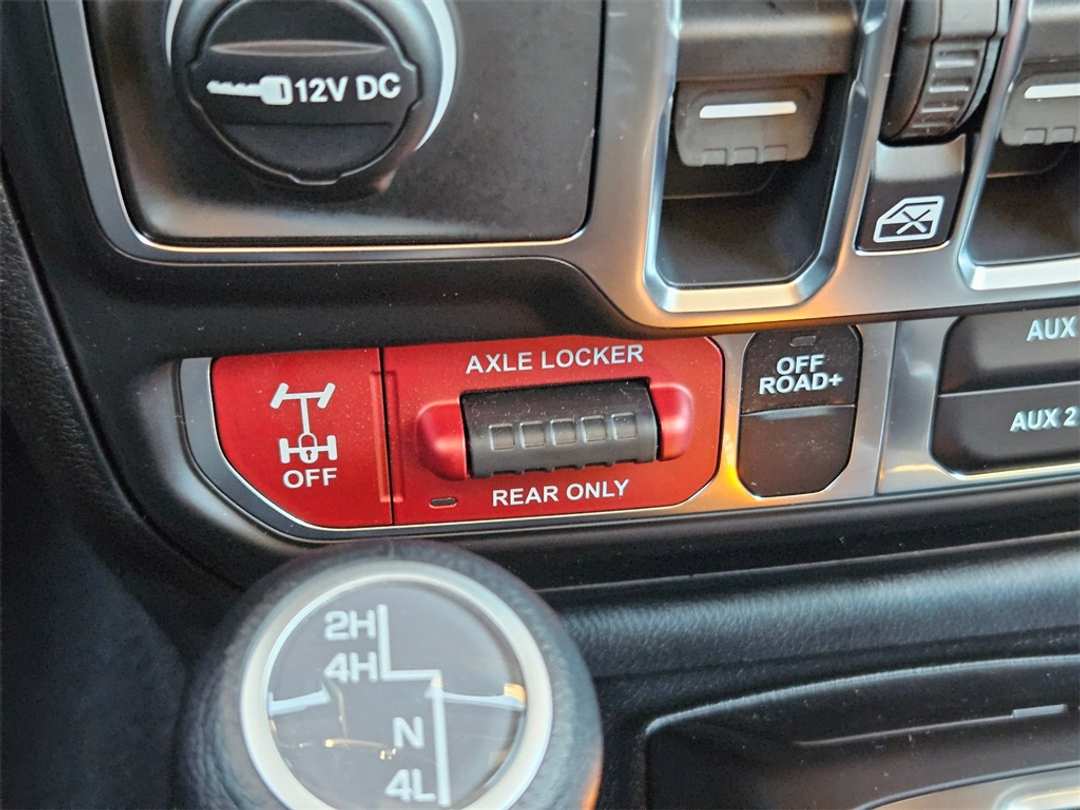 12V DC
AXLE LOCKER
REAR ONLY
OFF
OFF
ROAD+
AUX
AUX 2
2H
4H
N
4L